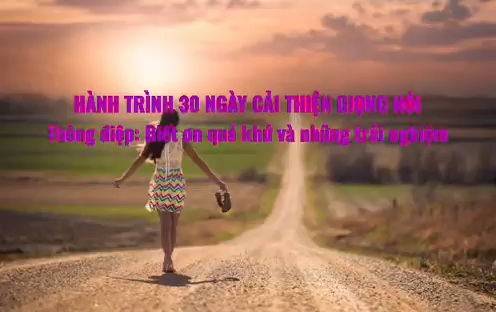 HÀNH TRÌNH 30 NGÀY CẢI THIỆN GIỌNG NÓI
Thông điệp: Biết ơn quá khứ và những trải nghiệm